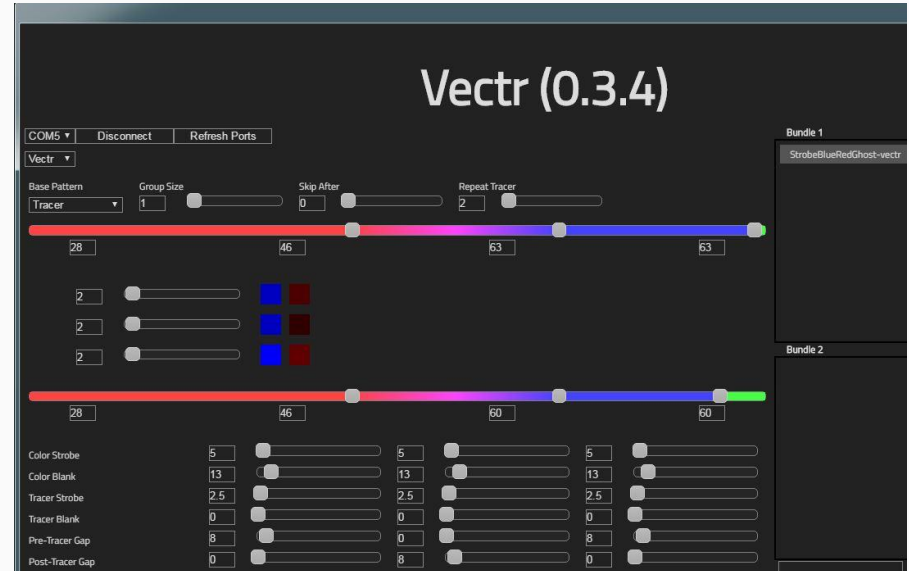 Vectr (0.3.4)
COM5 Disconnect Refresh Ports
Vectr
Base Pattern Group Size Skip After Repeat Tracer
Tracer 1 0 2
28 46 63 63
2
2
2
28 46 60 60
Color Strobe 5 5 5
Color Blank 13 13 13
Tracer Strobe 2.5 2.5 2.5
Tracer Blank 0 0 0
Pre-Tracer Gap 8 0 8
Post-Tracer Gap 0 8 0
Bundle 1
StrobeBlueRedGhost-vectr
Bundle 2